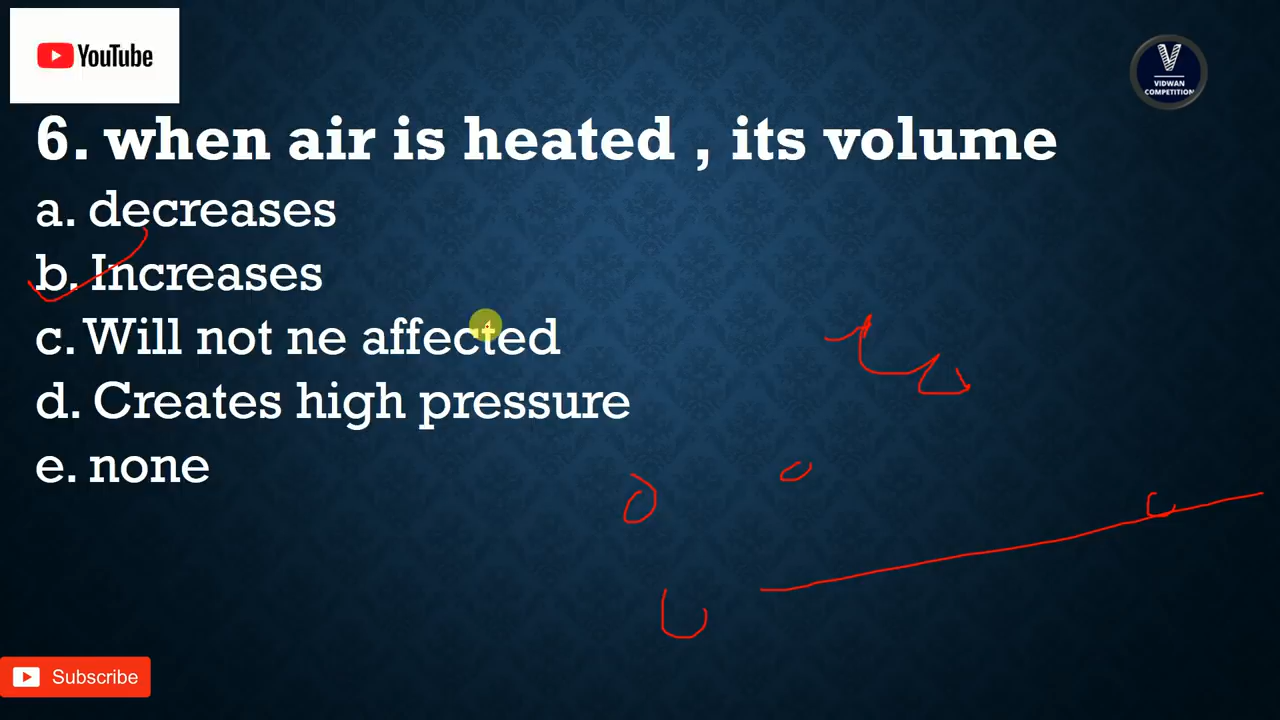 YouTube
VIDWAN
COMPETITION
6. when air is heated , its volume
a. decreases
b. Increases
c. Will not ne affected
d. Creates high pressure
e. none
Subscribe